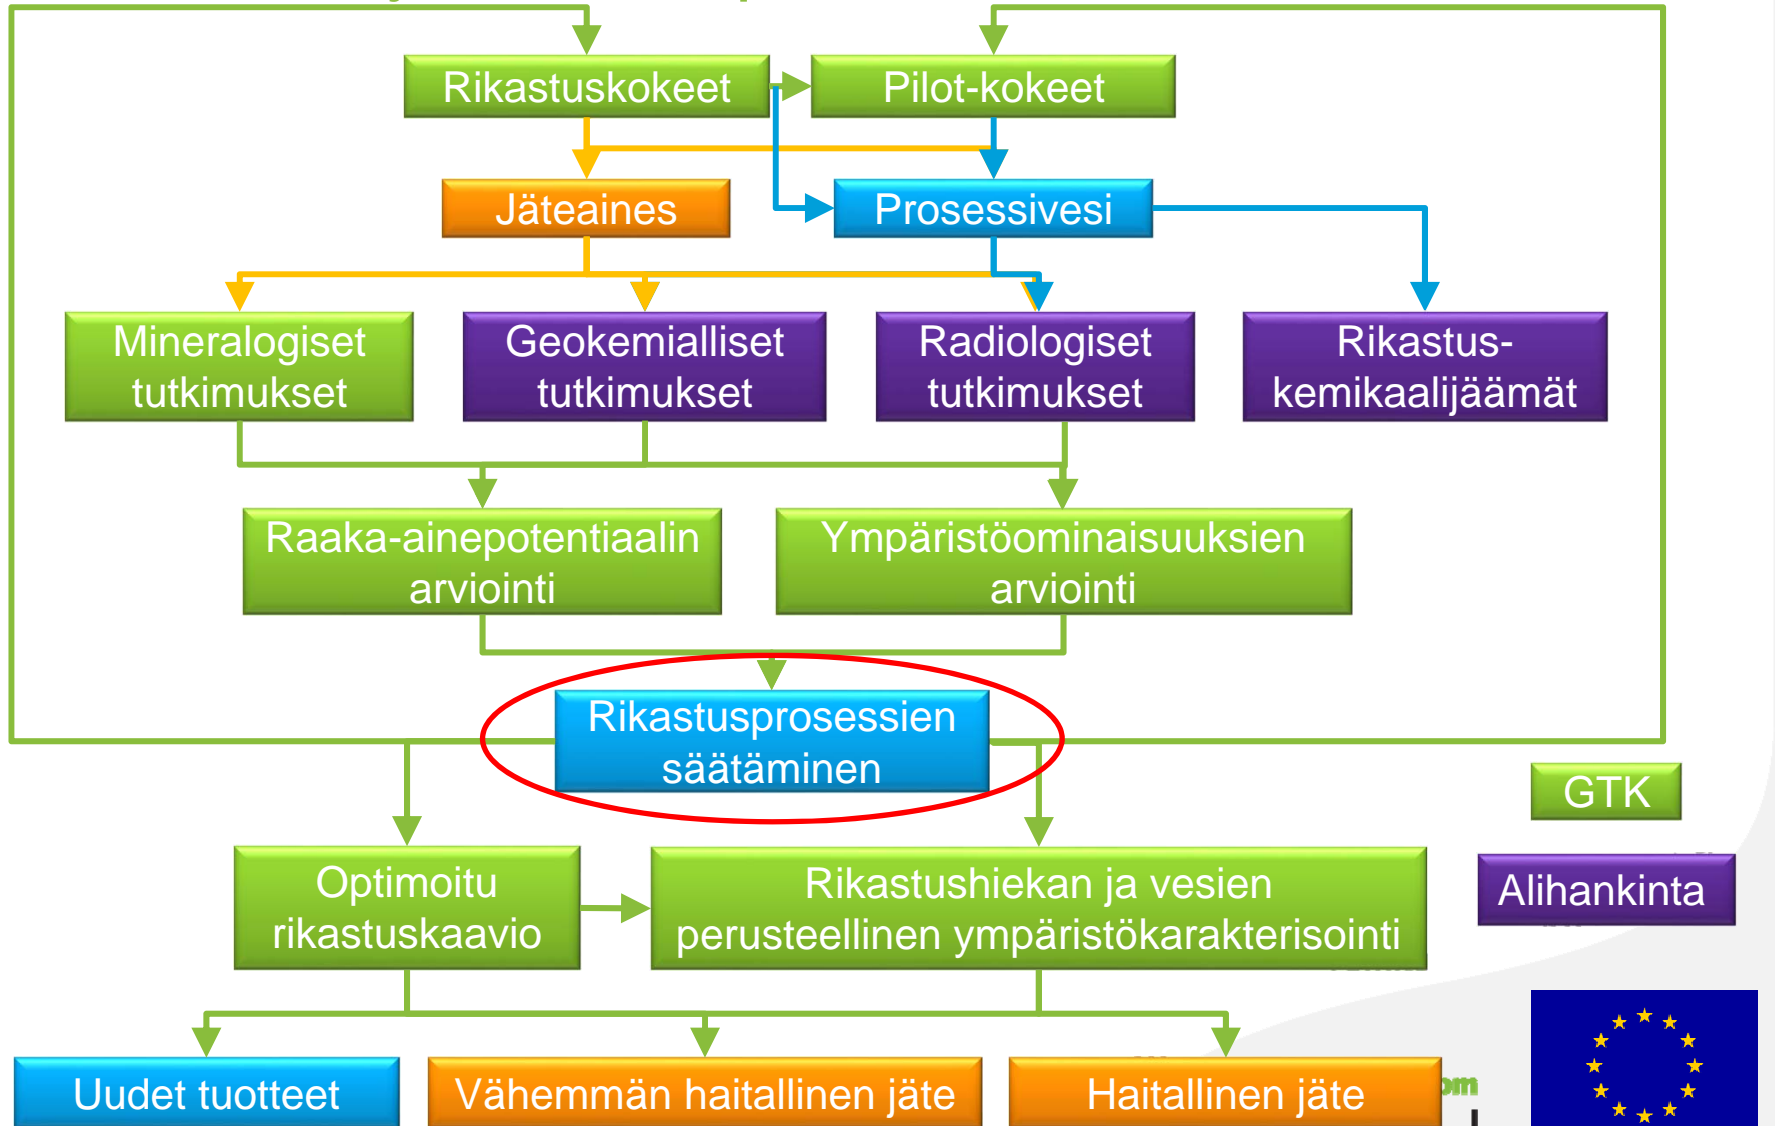 Rikastuskokeet
Pilot-kokeet
Jäteaines
Prosessivesi
Mineralogiset
tutkimukset
Geokemialliset
tutkimukset
Radiologiset
tutkimukset
Rikastus-
kemikaalijäämät
Raaka-ainepotentiaalin
arviointi
Ympäristöominaisuuksien
arviointi
Rikastusprosessien
säätäminen
GTK
Optimoitu
rikastuskaavio
Rikastushiekan ja vesien
perusteellinen ympäristökarakterisointi
Alihankinta
Uudet tuotteet
Vähemmän haitallinen jäte
Haitallinen jäte